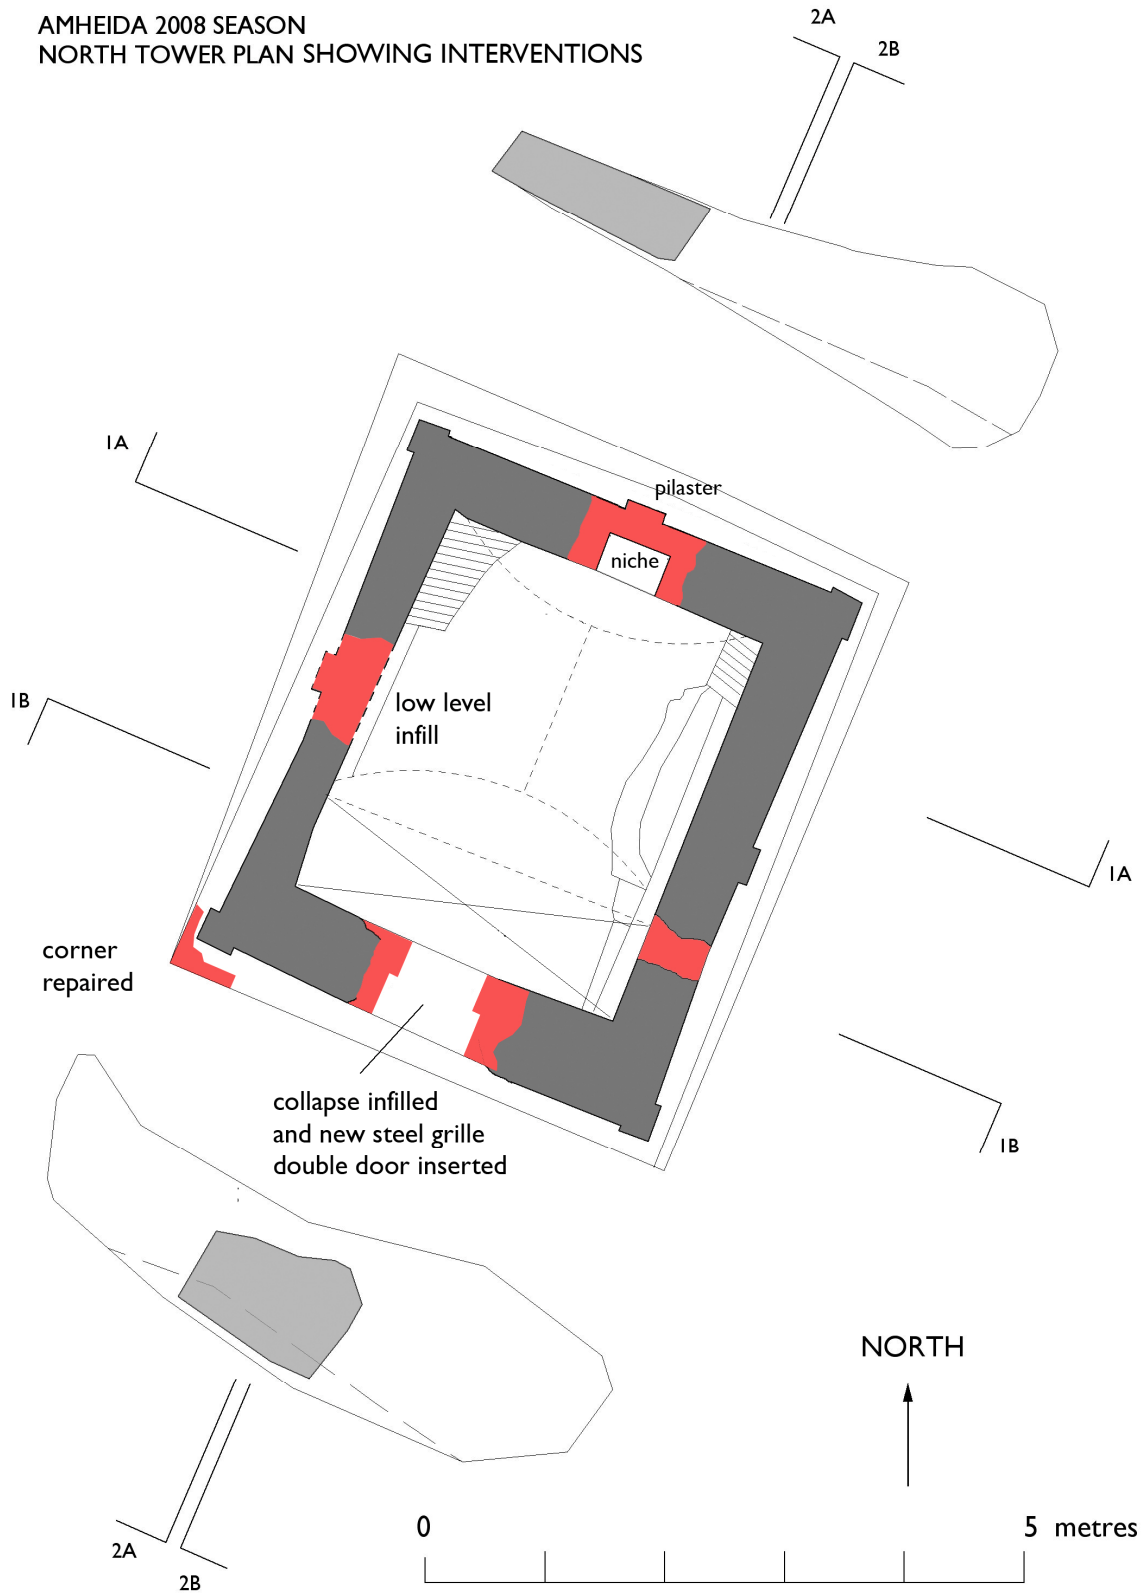 AMHEIDA 2008 SEASON
NORTH TOWER PLAN SHOWING INTERVENTIONS
2A
2B
1A
pilaster
niche
1B
low level
infill
1A
corner
repaired
collapse infilled
and new steel grille
double door inserted
1B
NORTH
2A
2B
0
5 metres